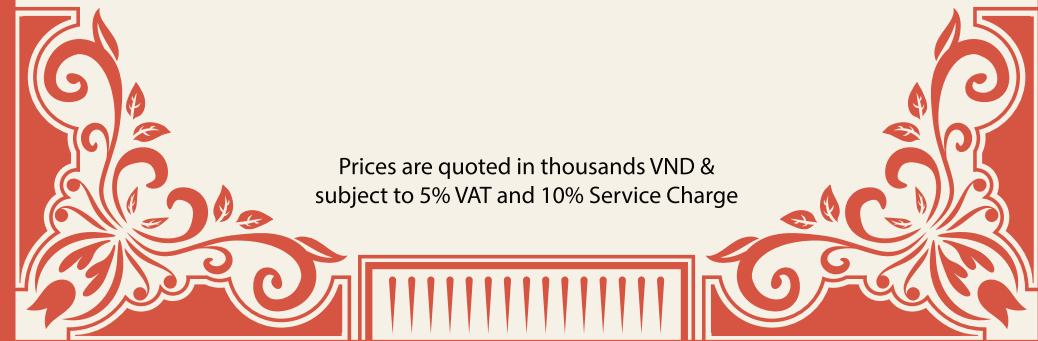 Prices are quoted in thousands VND &
subject to 5% VAT and 10% Service Charge